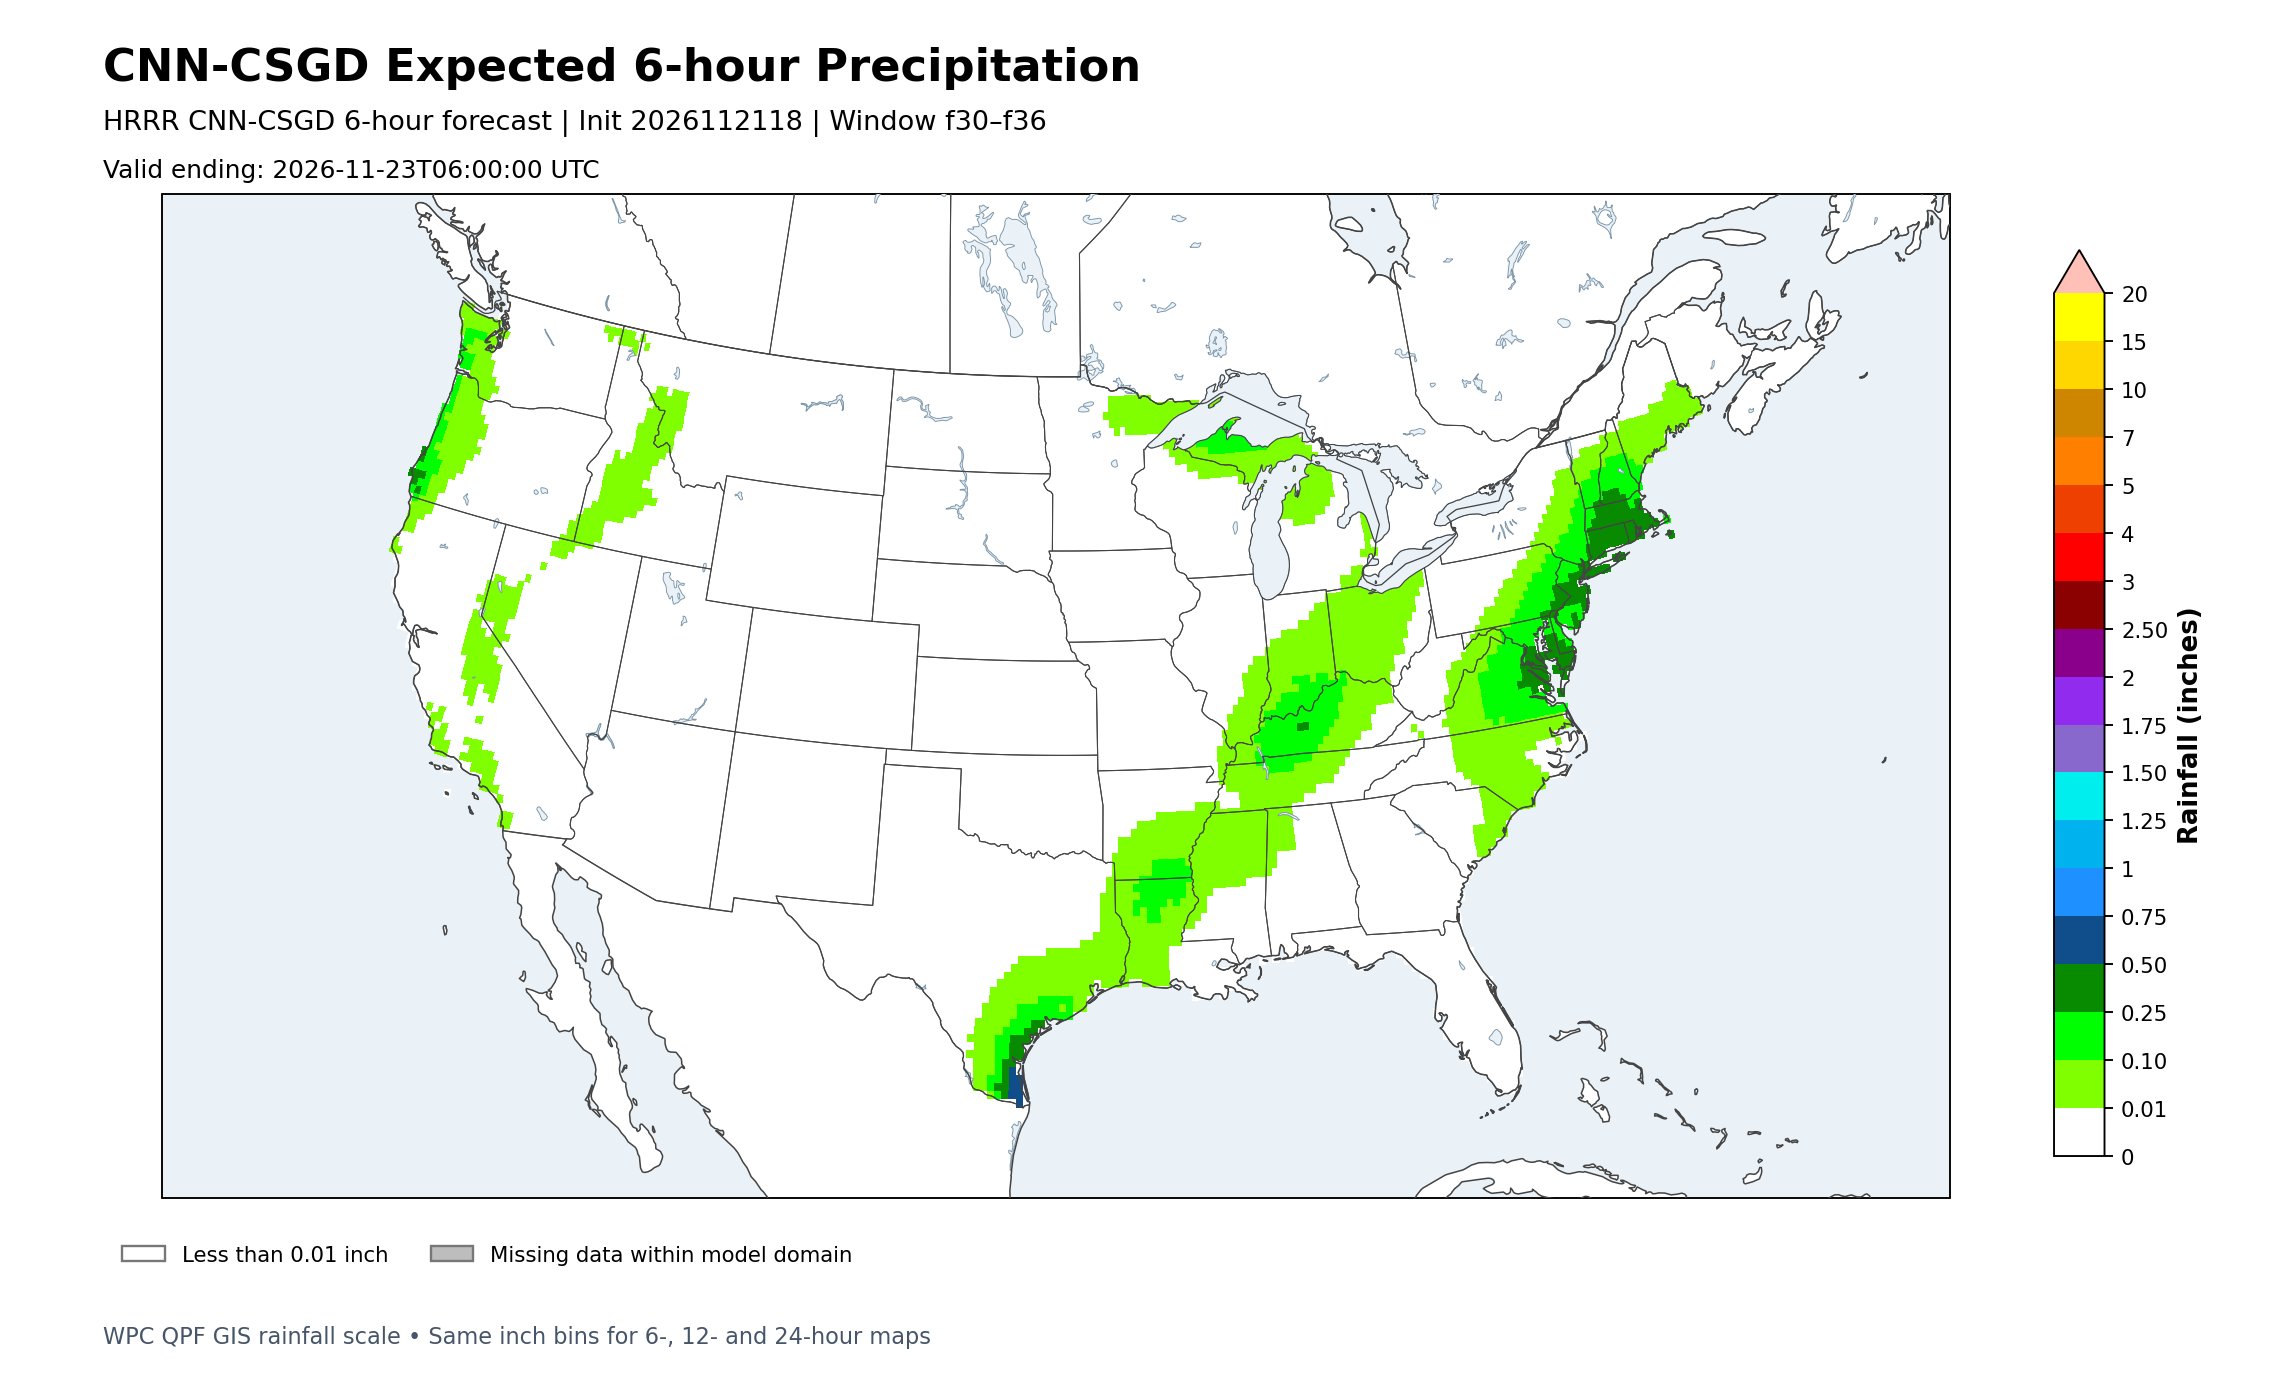 CNN-CSGD Expected 6-hour Precipitation
HRRR CNN-CSGD 6-hour forecast | Init 2026112118 | Window f30–f36
Valid ending: 2026-11-23T06:00:00 UTC
20
15
10
7
5
4
3
2.50
2
1.75
1.50
1.25
1
0.75
0.50
0.25
0.10
0.01
0
Rainfall (inches)
Less than 0.01 inch
Missing data within model domain
WPC QPF GIS rainfall scale • Same inch bins for 6-, 12- and 24-hour maps